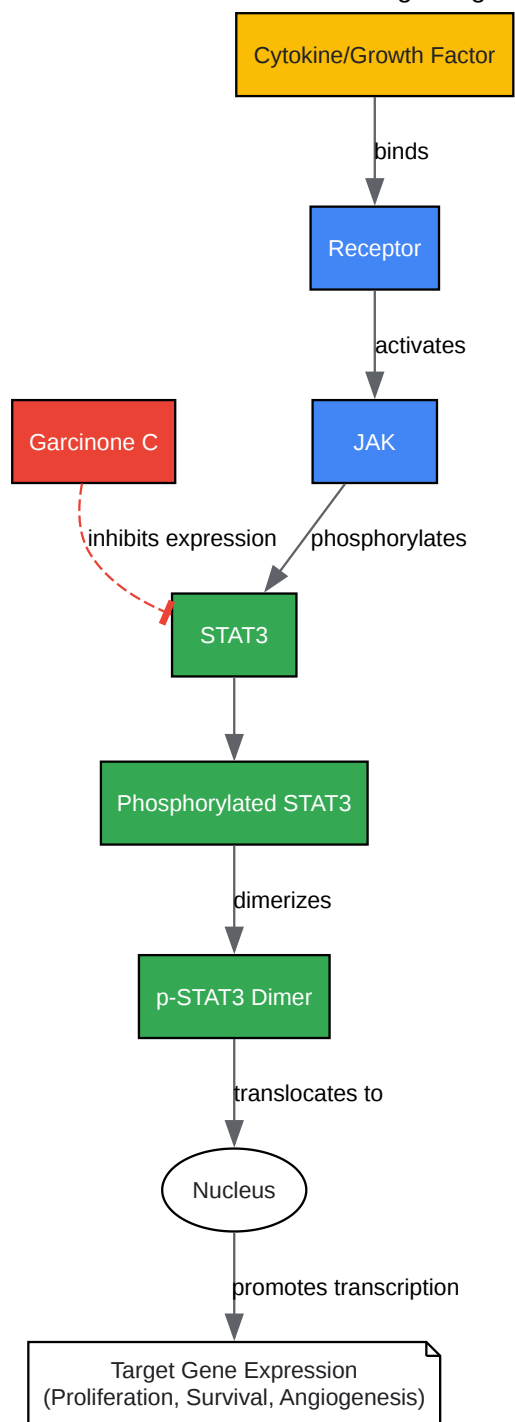 Cytokine/Growth Factor
binds
Receptor
activates
Garcinone C
JAK
inhibits expression
phosphorylates
STAT3
Phosphorylated STAT3
dimerizes
p-STAT3 Dimer
translocates to
Nucleus
promotes transcription
Target Gene Expression
(Proliferation, Survival, Angiogenesis)